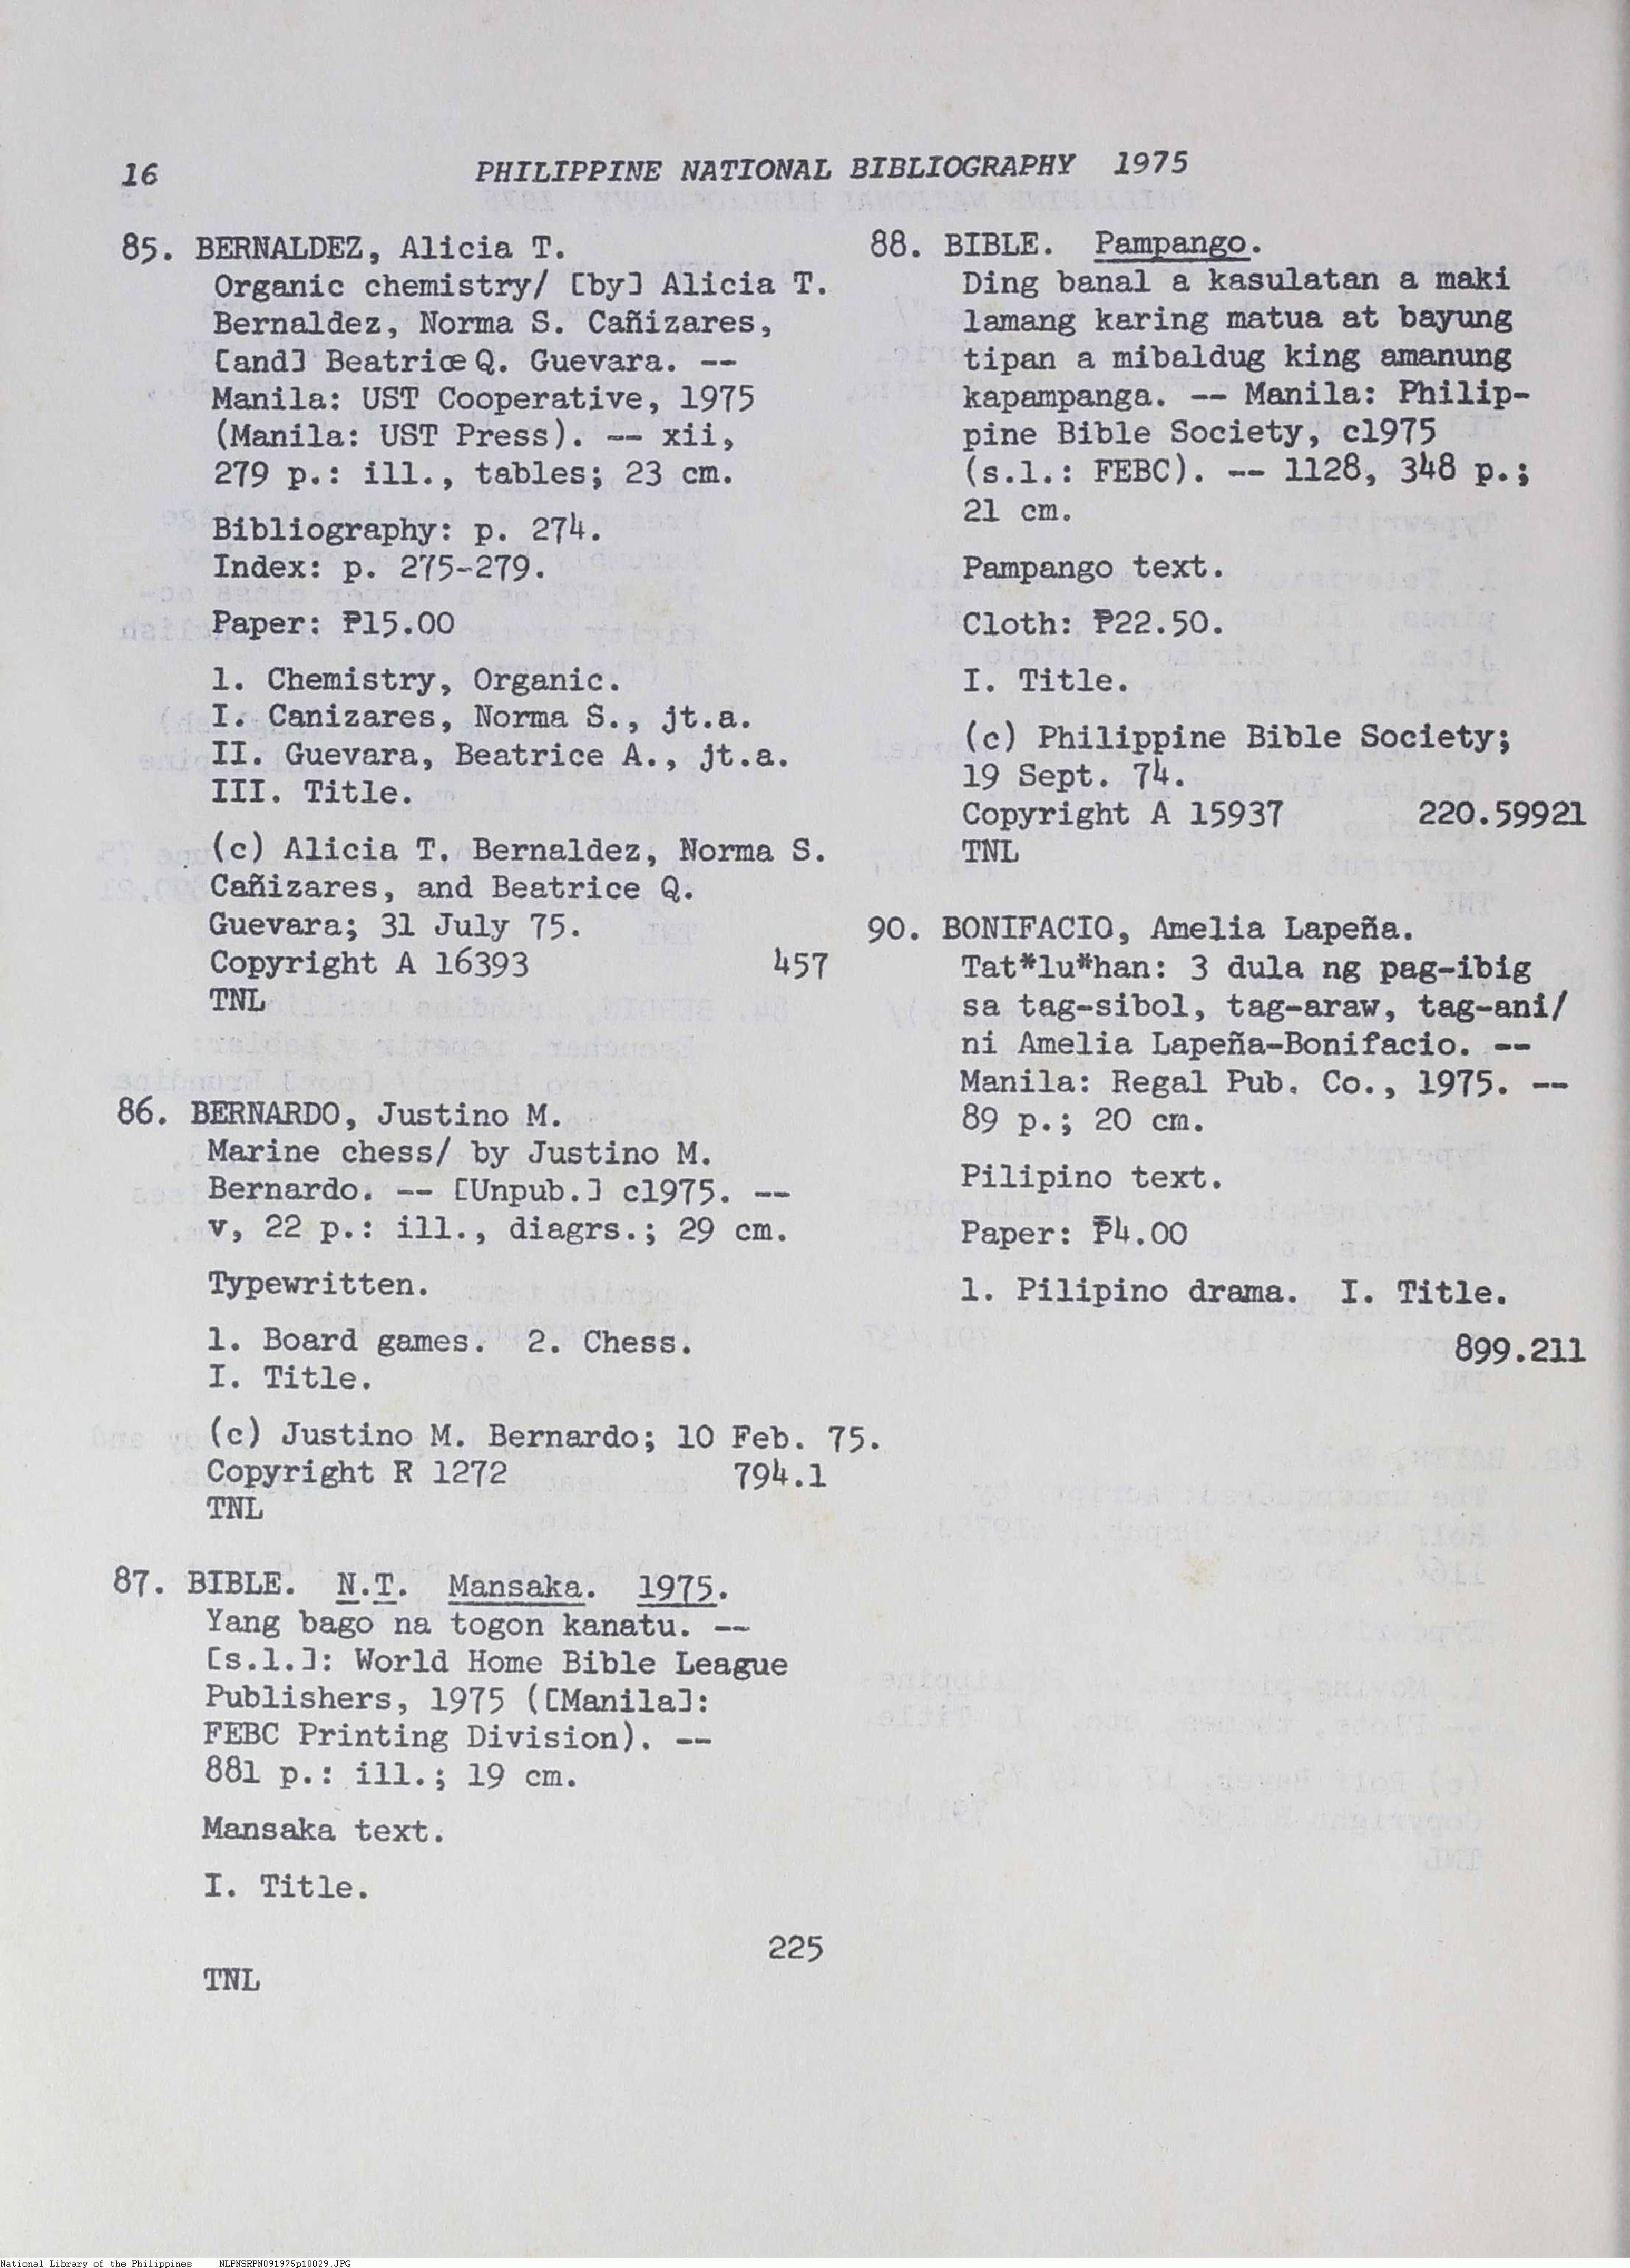 16
PHILIPPINE NATIONAL BIBLIOGRAPHY 1975
85. BERNALDEZ, Alicia T.
Organic chemistry/ [by] Alicia T.
Bernaldez, Norma S. Cañizares,
[and] Beatrice Q. Guevara. --
Manila: UST Cooperative, 1975
(Manila: UST Press). -- xii,
279 p.: ill., tables; 23 cm.
Bibliography: p. 274.
Index: p. 275-279.
Paper: ₱15.00
1. Chemistry, Organic.
I. Canizares, Norma S., jt.a.
II. Guevara, Beatrice A., jt.a.
III. Title.
(c) Alicia T. Bernaldez, Norma S.
Cañizares, and Beatrice Q.
Guevara; 31 July 75.
Copyright A 16393 457
TNL
86. BERNARDO, Justino M.
Marine chess/ by Justino M.
Bernardo. -- [Unpub.] c1975. --
v, 22 p.: ill., diagrs.; 29 cm.
Typewritten.
1. Board games. 2. Chess.
I. Title.
(c) Justino M. Bernardo; 10 Feb. 75.
Copyright R 1272 794.1
TNL
87. BIBLE. N.T. Mansaka. 1975.
Yang bago na togon kanatu. --
[s.l.]: World Home Bible League
Publishers, 1975 ([Manila]:
FEBC Printing Division). --
881 p.: ill.; 19 cm.
Mansaka text.
I. Title.
225
TNL
88. BIBLE. Pampango.
Ding banal a kasulatan a maki
lamang karing matua at bayung
tipan a mibaldug king amanung
kapampanga. -- Manila: Philip-
pine Bible Society, c1975
(s.l.: FEBC). -- 1128, 348 p.;
21 cm.
Pampango text.
Cloth: ₱22.50.
I. Title.
(c) Philippine Bible Society;
19 Sept. 74.
Copyright A 15937 220.59921
TNL
90. BONIFACIO, Amelia Lapeña.
Tat*lu*han: 3 dula ng pag-ibig
sa tag-sibol, tag-araw, tag-ani/
ni Amelia Lapeña-Bonifacio. --
Manila: Regal Pub. Co., 1975. --
89 p.; 20 cm.
Pilipino text.
Paper: ₱4.00
1. Pilipino drama. I. Title.
899.211
National Library of the Philippines NLPNSRPN091975p10029.JPG